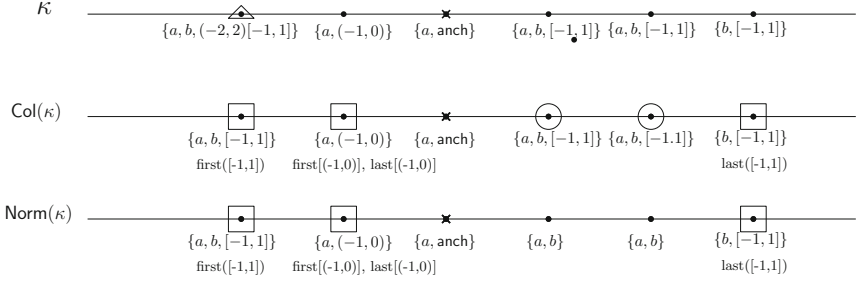 κ
{a, b, (−2, 2)[−1, 1]} {a, (−1, 0)} {a, anch} {a, b, [−1, 1]} {a, b, [−1, 1]} {b, [−1, 1]}
Col(κ)
{a, b, [−1, 1]} {a, (−1, 0)} {a, anch} {a, b, [−1, 1]} {a, b, [−1.1]} {b, [−1, 1]}
first([-1,1]) first[(-1,0)], last[(-1,0)] last([-1,1])
Norm(κ)
{a, b, [−1, 1]} {a, (−1, 0)} {a, anch} {a, b} {a, b} {b, [−1, 1]}
first([-1,1]) first[(-1,0)], last[(-1,0)] last([-1,1])